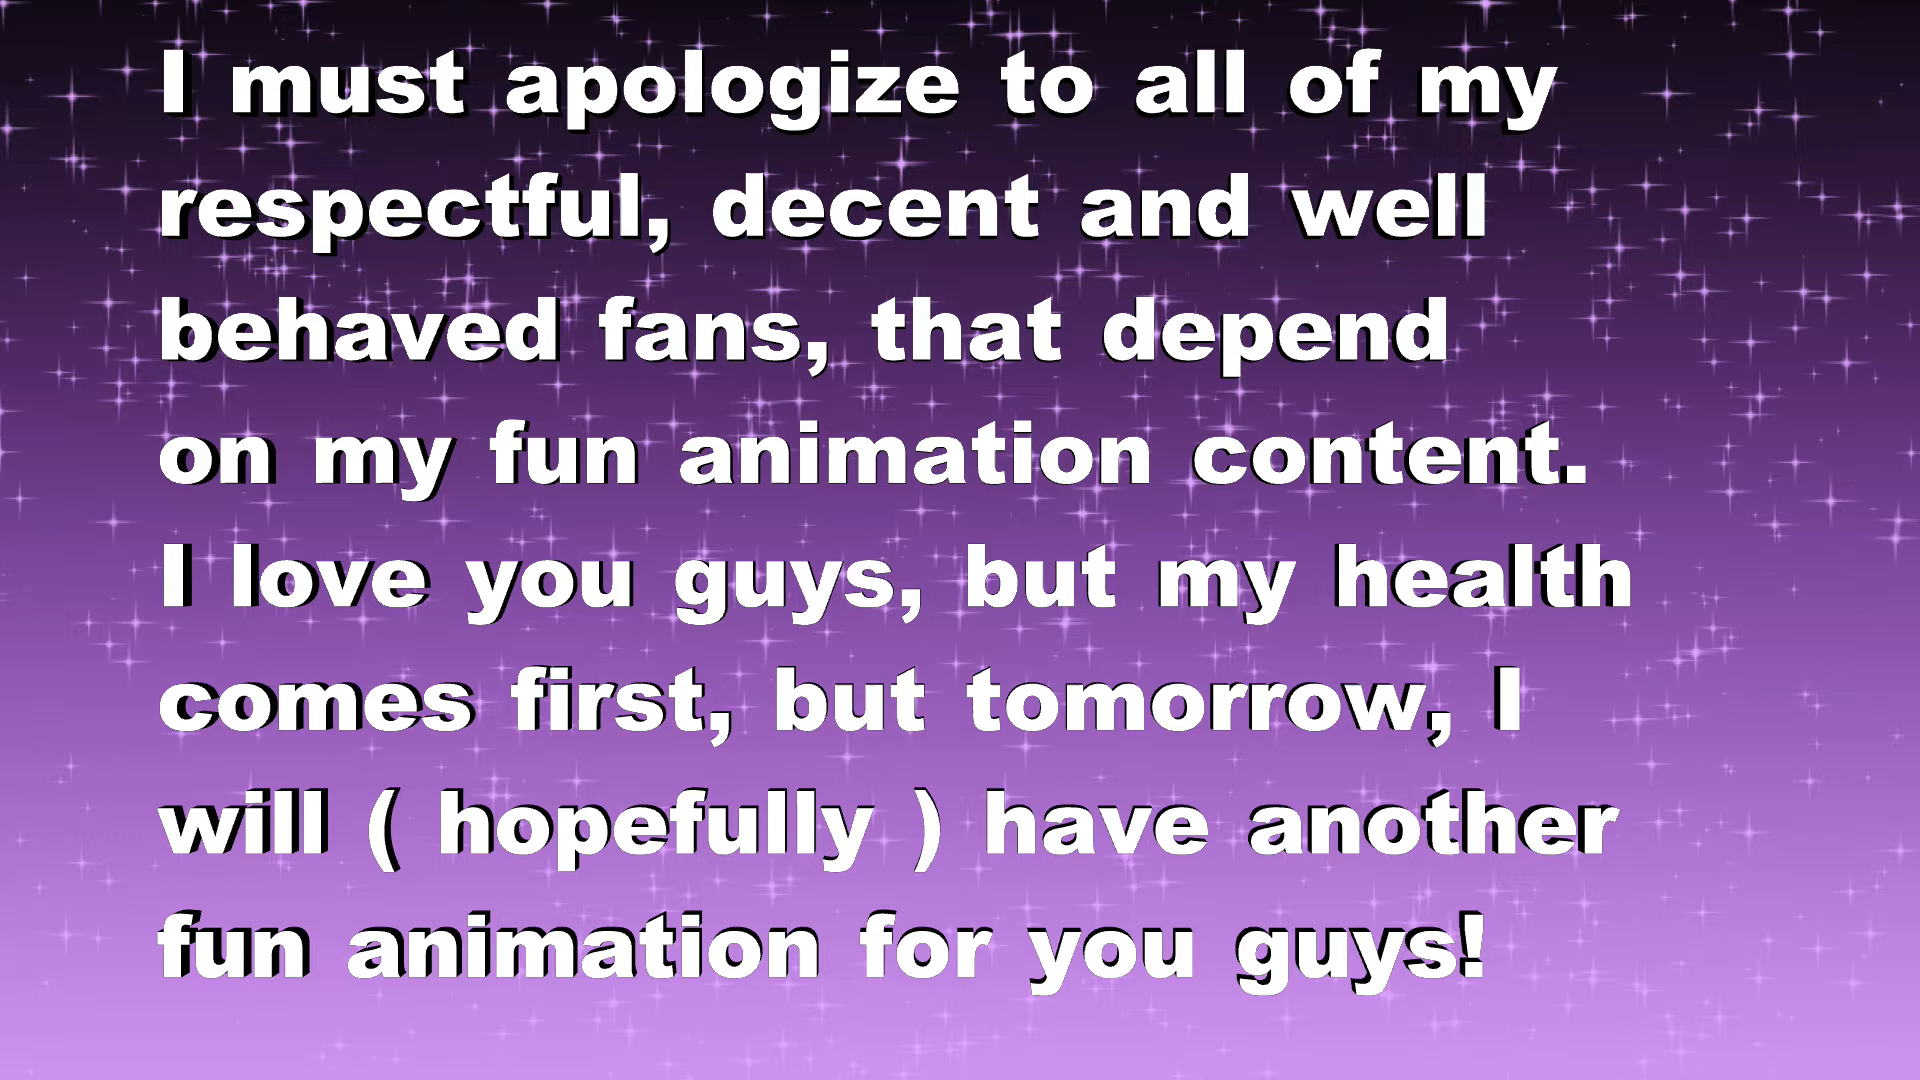 I must apologize to all of my
respectful, decent and well
behaved fans, that depend
on my fun animation content.
I love you guys, but my health
comes first, but tomorrow, I
will ( hopefully ) have another
fun animation for you guys!